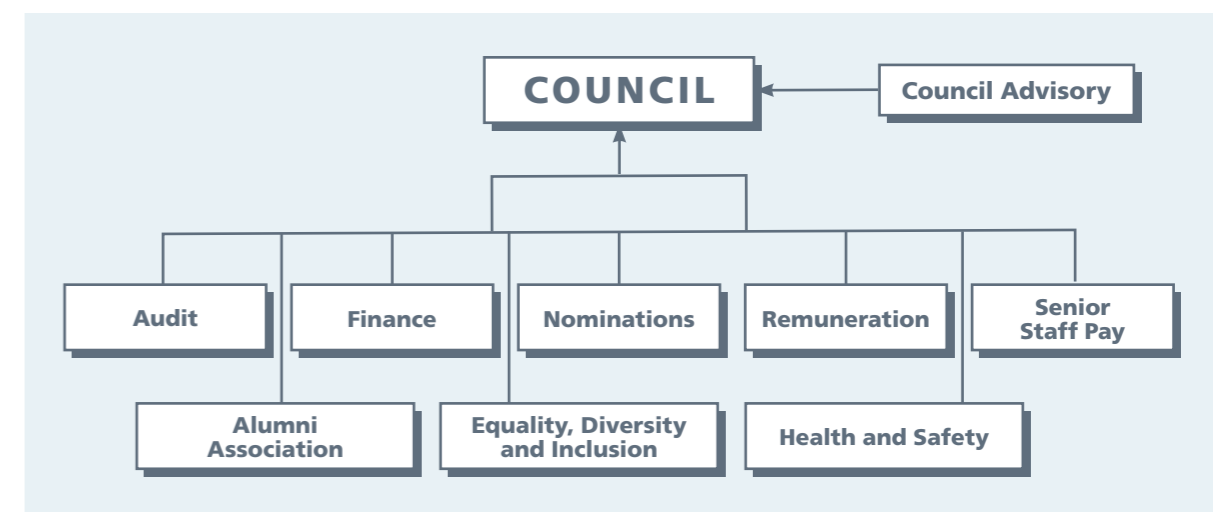 COUNCIL
Council Advisory
Audit
Finance
Nominations
Remuneration
Senior
Staff Pay
Alumni
Association
Equality, Diversity
and Inclusion
Health and Safety